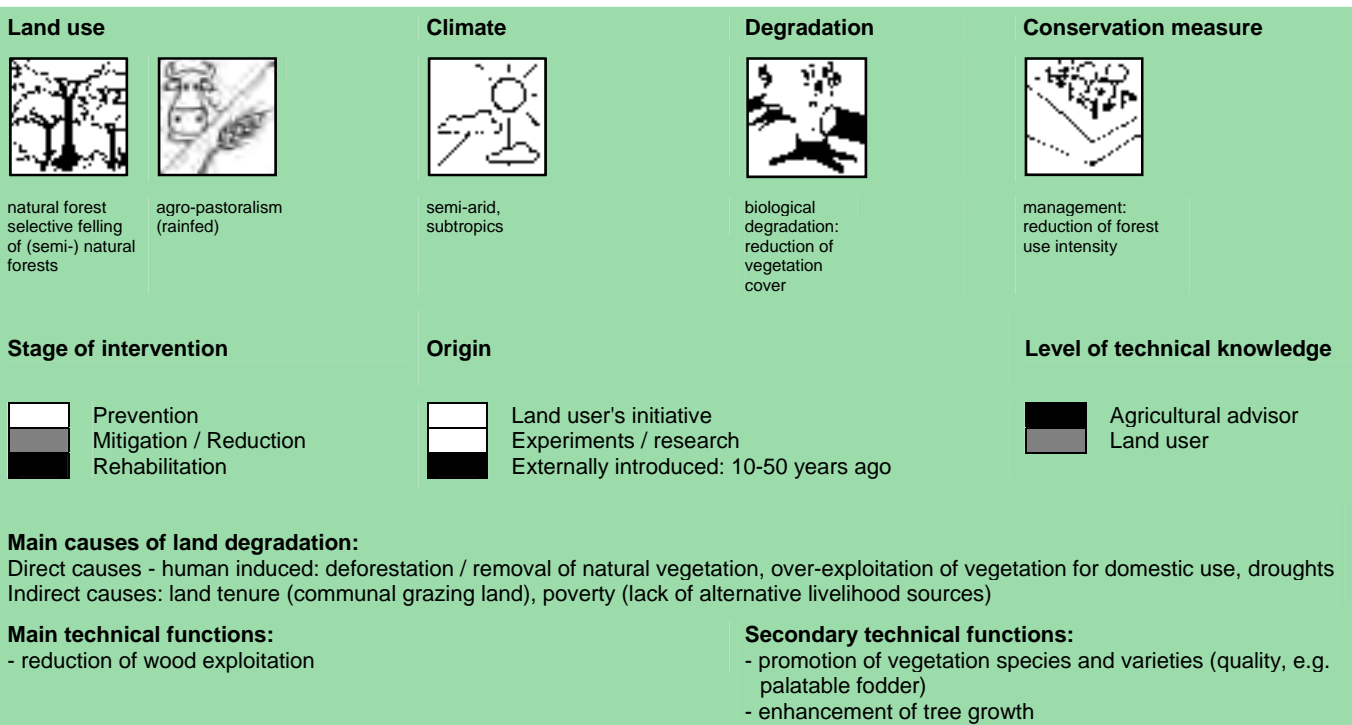 Land use
Climate
Degradation
Conservation measure
natural forest
selective felling
of (semi-) natural
forests
agro-pastoralism
(rainfed)
semi-arid,
subtropics
biological
degradation:
reduction of
vegetation
cover
management:
reduction of forest
use intensity
Stage of intervention
Origin
Level of technical knowledge
Prevention
Mitigation / Reduction
Rehabilitation
Land user's initiative
Experiments / research
Externally introduced: 10-50 years ago
Agricultural advisor
Land user
Main causes of land degradation:
Direct causes - human induced: deforestation / removal of natural vegetation, over-exploitation of vegetation for domestic use, droughts
Indirect causes: land tenure (communal grazing land), poverty (lack of alternative livelihood sources)
Main technical functions:
- reduction of wood exploitation
Secondary technical functions:
- promotion of vegetation species and varieties (quality, e.g.
palatable fodder)
- enhancement of tree growth